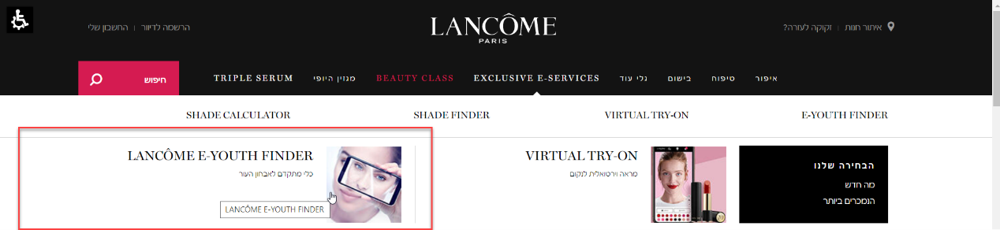 איתור חנות | זקוקה לעזרה?
LANCÔME
PARIS
הרשמה לדיוור | החשבון שלי
איפור
טיפוח
בישום
גלי עוד
EXCLUSIVE E-SERVICES
BEAUTY CLASS
מגזין היופי
TRIPLE SERUM
חיפוש
E-YOUTH FINDER
VIRTUAL TRY-ON
SHADE FINDER
SHADE CALCULATOR
הבחירה שלנו
מה חדש
הנמכרים ביותר
VIRTUAL TRY-ON
מראה וירטואלית לנקום
LANCÔME E-YOUTH FINDER
כלי מתקדם לאבחון העור
LANCÔME E-YOUTH FINDER